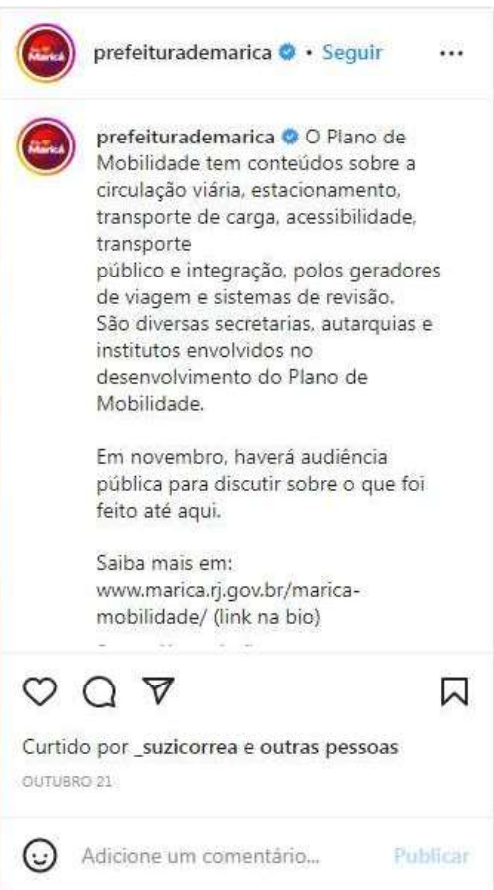 prefeiturademarica • Seguir ...
prefeiturademarica O Plano de
Mobilidade tem conteúdos sobre a
circulação viária, estacionamento,
transporte de carga, acessibilidade,
transporte
público e integração, polos geradores
de viagem e sistemas de revisão.
São diversas secretarias, autarquias e
institutos envolvidos no
desenvolvimento do Plano de
Mobilidade.
Em novembro, haverá audiência
pública para discutir sobre o que foi
feito até aqui.
Saiba mais em:
www.marica.rj.gov.br/marica-
mobilidade/ (link na bio)
Curtido por _suzicorrea e outras pessoas
OUTUBRO 21
Adicione um comentário... Publicar